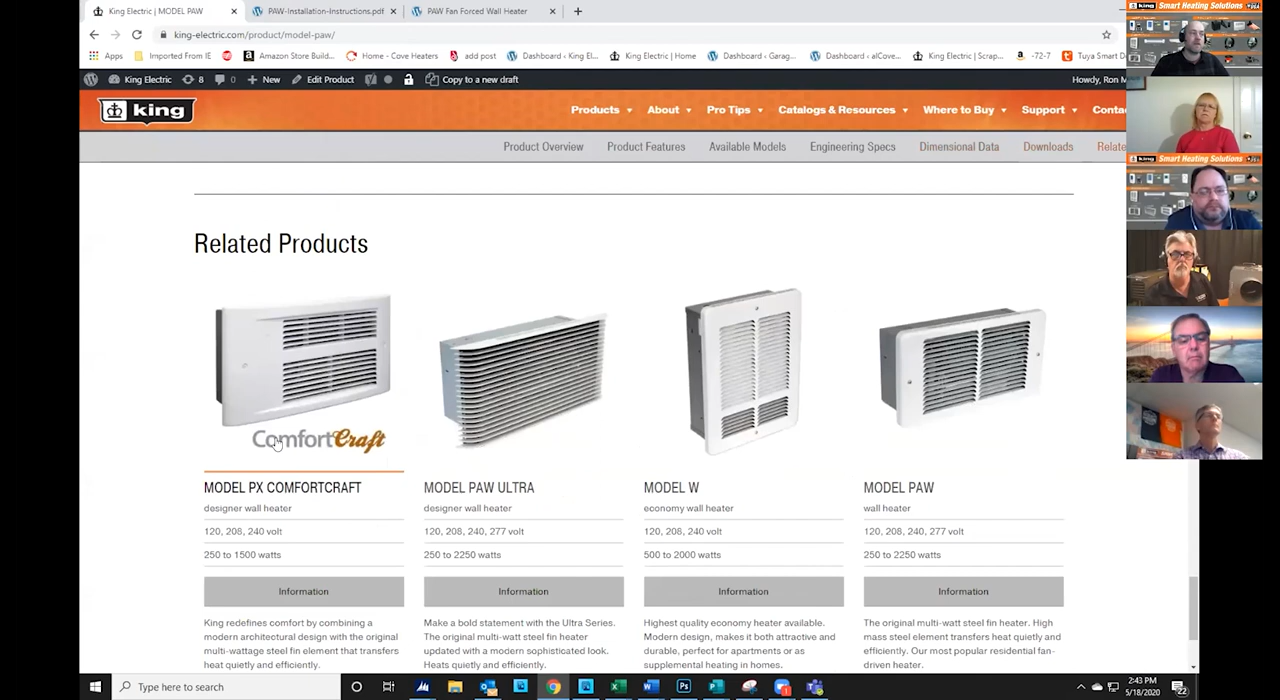 King Electric | MODEL PAW
PAW-Installation-Instructions.pdf
PAW Fan Forced Wall Heater
king-electric.com/product/model-paw/
Apps
Imported From IE
Amazon Store Build...
Home - Cove Heaters
add post
Dashboard ‹ King El...
King Electric | Home
Dashboard ‹ Garag...
Dashboard ‹ alCove...
King Electric | Scrap...
-72-7
Tuya Smart D
King Electric
8
0
New
Edit Product
Copy to a new draft
Howdy, Ron M
king
Products
About
Pro Tips
Catalogs & Resources
Where to Buy
Support
Conta
Product Overview
Product Features
Available Models
Engineering Specs
Dimensional Data
Downloads
Relate
king Smart Heating Solutions
king Smart Heating Solutions
Related Products
ComfortCraft
MODEL PX COMFORTCRAFT
designer wall heater
120, 208, 240 volt
250 to 1500 watts
Information
King redefines comfort by combining a
modern architectural design with the original
multi-wattage steel fin element that transfers
heat quietly and efficiently.
MODEL PAW ULTRA
designer wall heater
120, 208, 240, 277 volt
250 to 2250 watts
Information
Make a bold statement with the Ultra Series.
The original multi-watt steel fin heater
updated with a modern sophisticated look.
Heats quietly and efficiently.
MODEL W
economy wall heater
120, 208, 240 volt
500 to 2000 watts
Information
Highest quality economy heater available.
Modern design, makes it both attractive and
durable, perfect for apartments or as
supplemental heating in homes.
MODEL PAW
wall heater
120, 208, 240, 277 volt
250 to 2250 watts
Information
The original multi-watt steel fin heater. High
mass steel element transfers heat quietly and
efficiently. Our most popular residential fan-
driven heater.
Type here to search
2:43 PM
5/18/2020